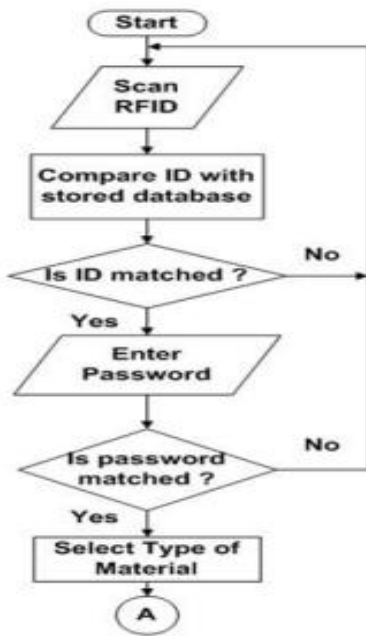 Start
Scan
RFID
Compare ID with
stored database
Is ID matched ?
No
Yes
Enter
Password
Is password
matched ?
No
Yes
Select Type of
Material
A